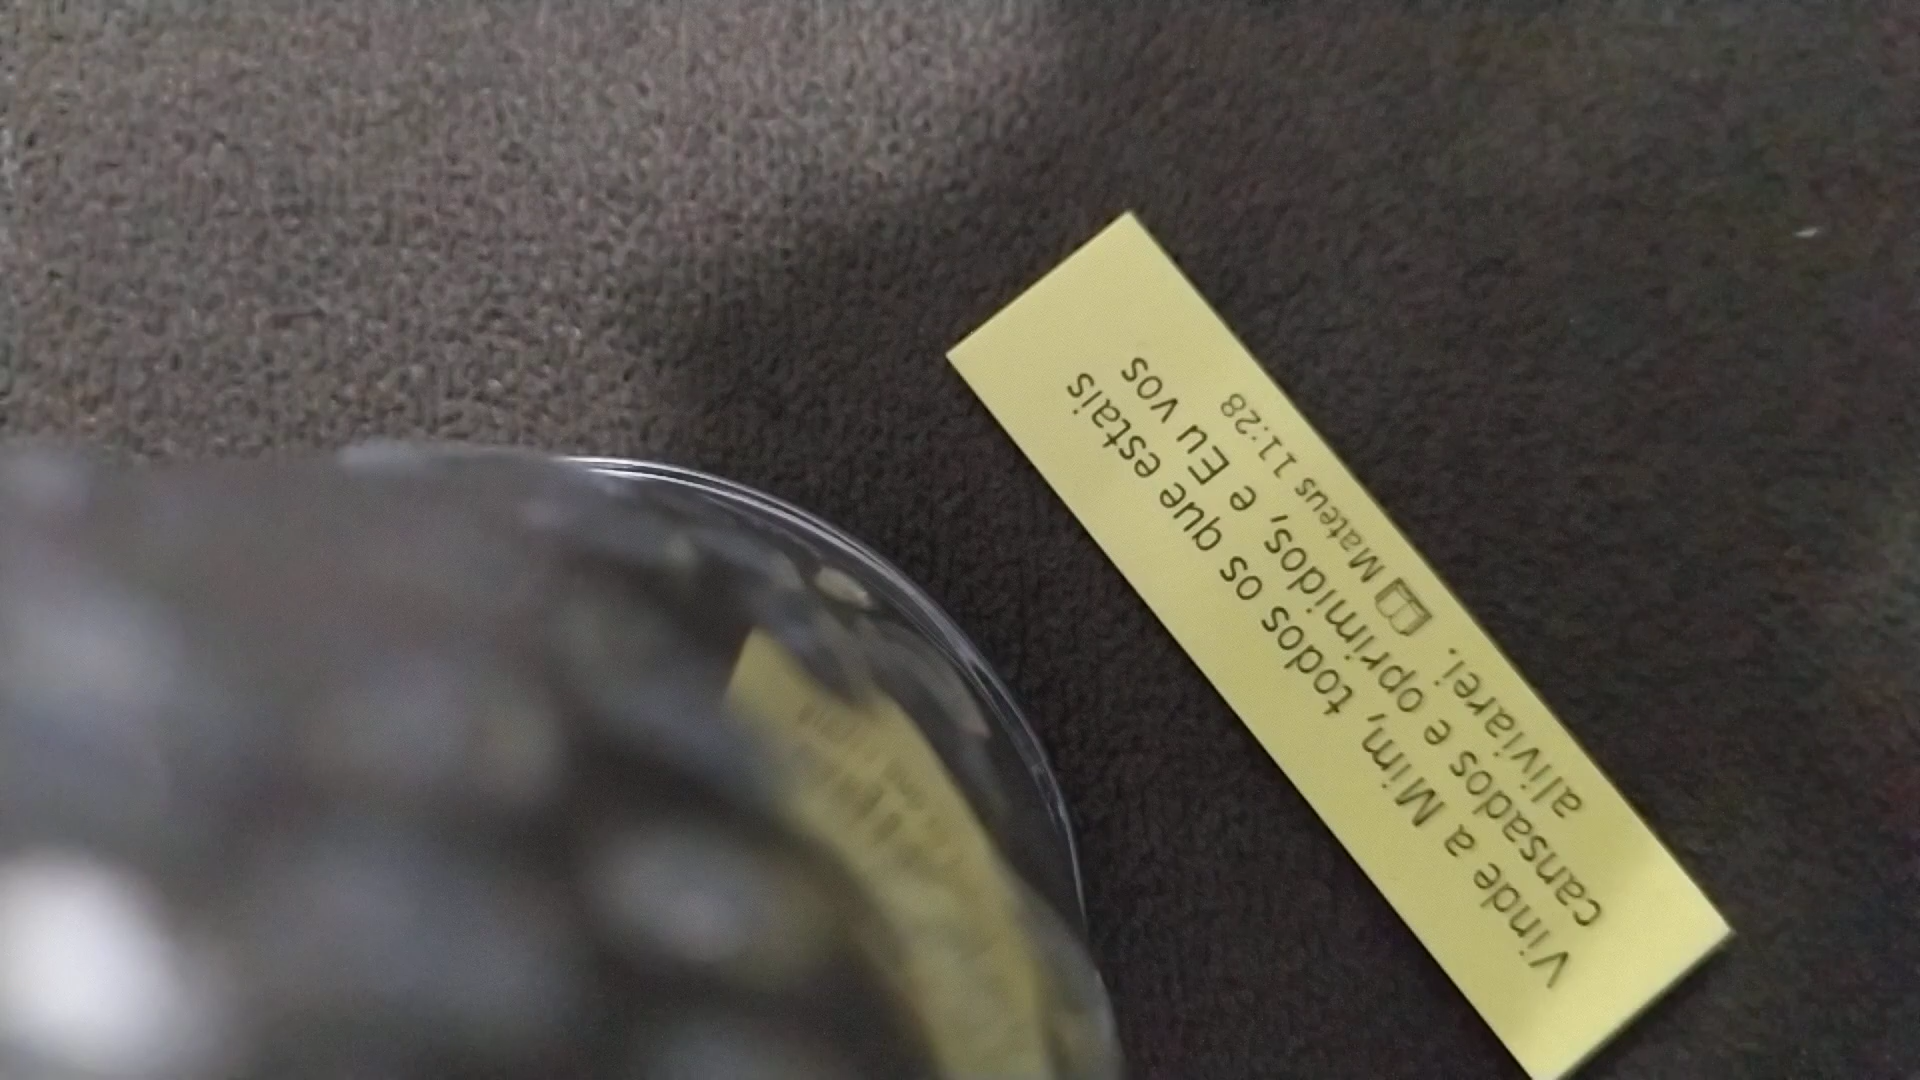 Vinde a Mim, todos os que estais
cansados e oprimidos, e Eu vos
aliviarei.
Mateus 11:28